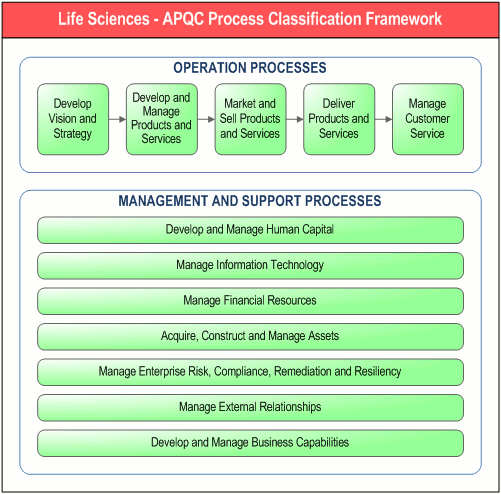 Life Sciences - APQC Process Classification Framework
OPERATION PROCESSES
Develop
Vision and
Strategy
Develop and
Manage
Products and
Services
Market and
Sell Products
and Services
Deliver
Products and
Services
Manage
Customer
Service
MANAGEMENT AND SUPPORT PROCESSES
Develop and Manage Human Capital
Manage Information Technology
Manage Financial Resources
Acquire, Construct and Manage Assets
Manage Enterprise Risk, Compliance, Remediation and Resiliency
Manage External Relationships
Develop and Manage Business Capabilities